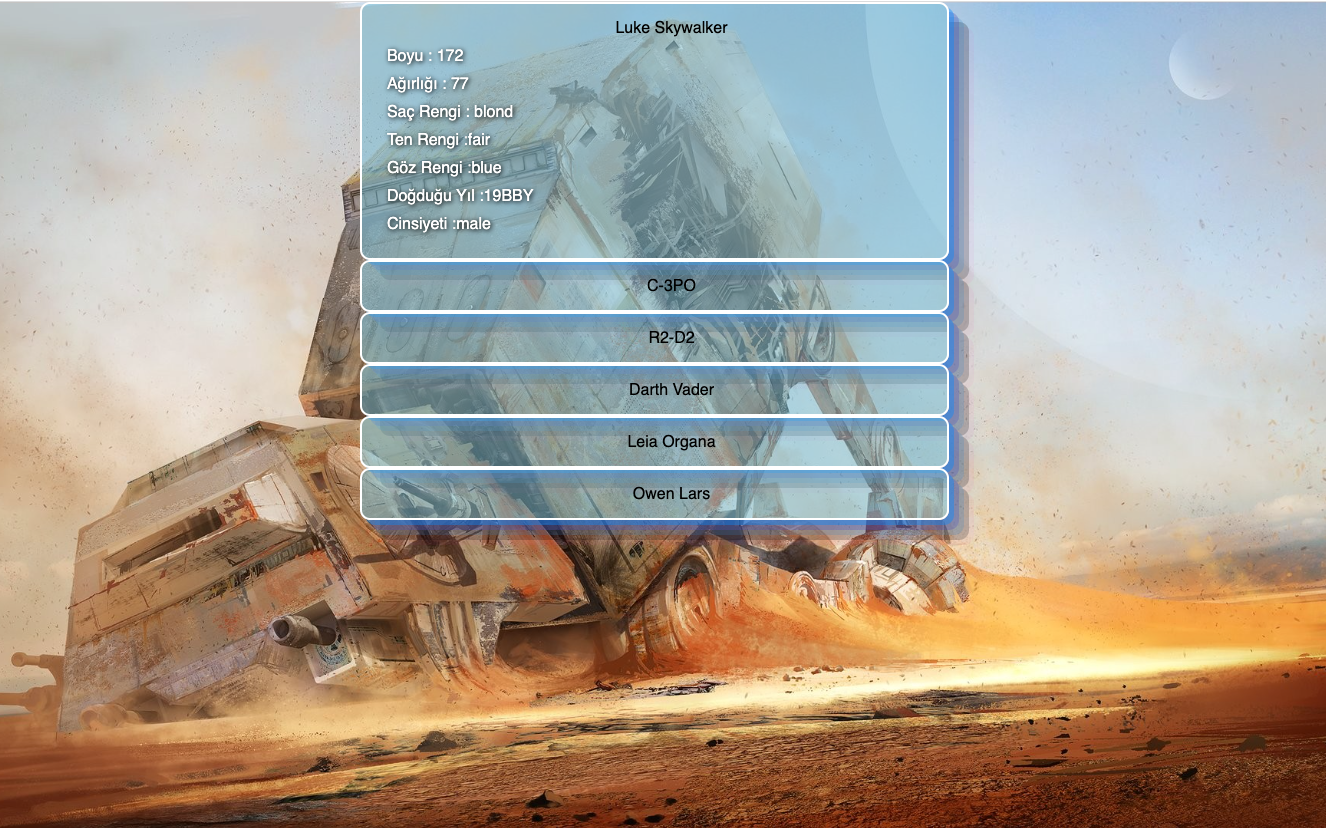 Luke Skywalker
Boyu : 172
Ağırlığı : 77
Saç Rengi : blond
Ten Rengi :fair
Göz Rengi :blue
Doğduğu Yıl :19BBY
Cinsiyeti :male
C-3PO
R2-D2
Darth Vader
Leia Organa
Owen Lars